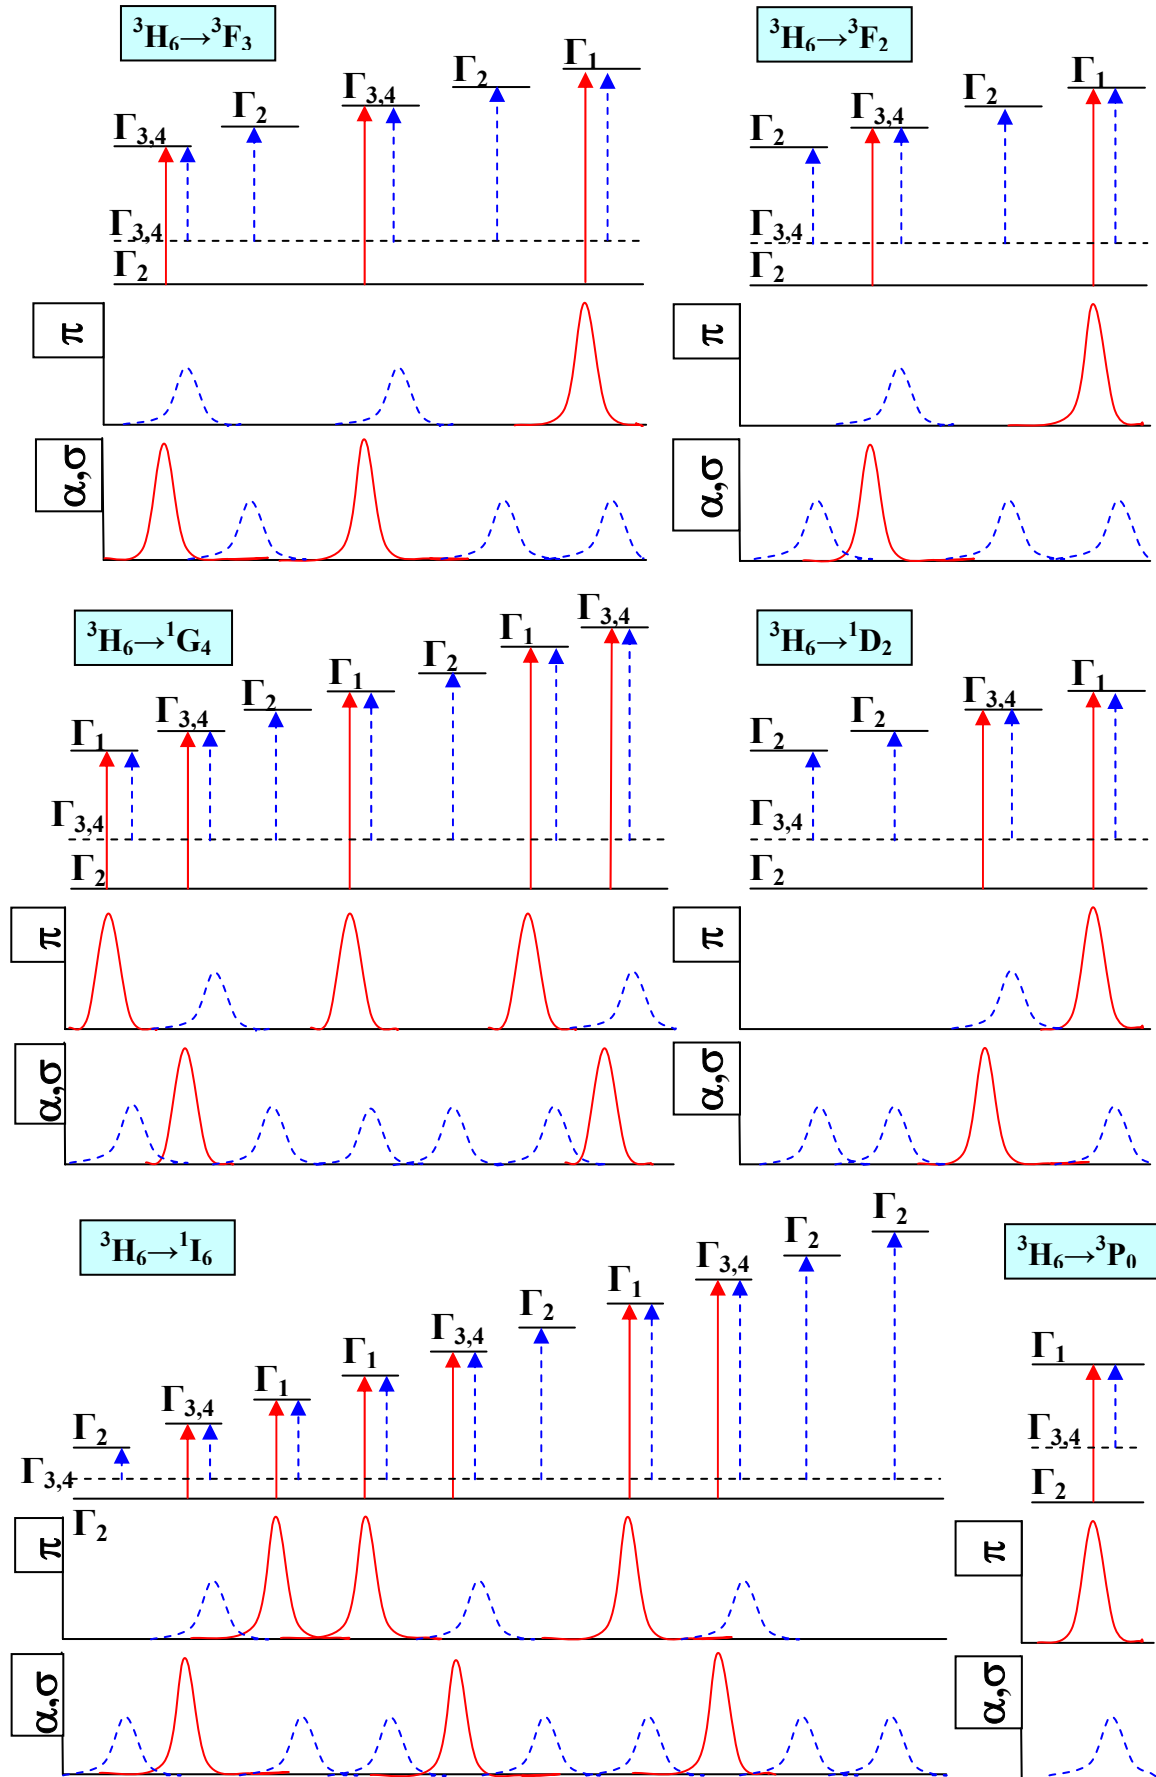 ³H₆→³F₃
³H₆→³F₂
Γ₃,₄
Γ₂
Γ₃,₄
Γ₂
Γ₁
Γ₃,₄
Γ₂
π
α,σ
Γ₂
Γ₃,₄
Γ₂
Γ₁
Γ₃,₄
Γ₂
π
α,σ
³H₆→¹G₄
³H₆→¹D₂
Γ₁
Γ₃,₄
Γ₂
Γ₁
Γ₂
Γ₁
Γ₃,₄
Γ₃,₄
Γ₂
π
α,σ
Γ₂
Γ₂
Γ₃,₄
Γ₁
Γ₃,₄
Γ₂
π
α,σ
³H₆→¹I₆
³H₆→³P₀
Γ₂
Γ₃,₄
Γ₁
Γ₁
Γ₃,₄
Γ₂
Γ₁
Γ₃,₄
Γ₂
Γ₂
Γ₃,₄
Γ₂
π
α,σ
Γ₁
Γ₃,₄
Γ₂
π
α,σ